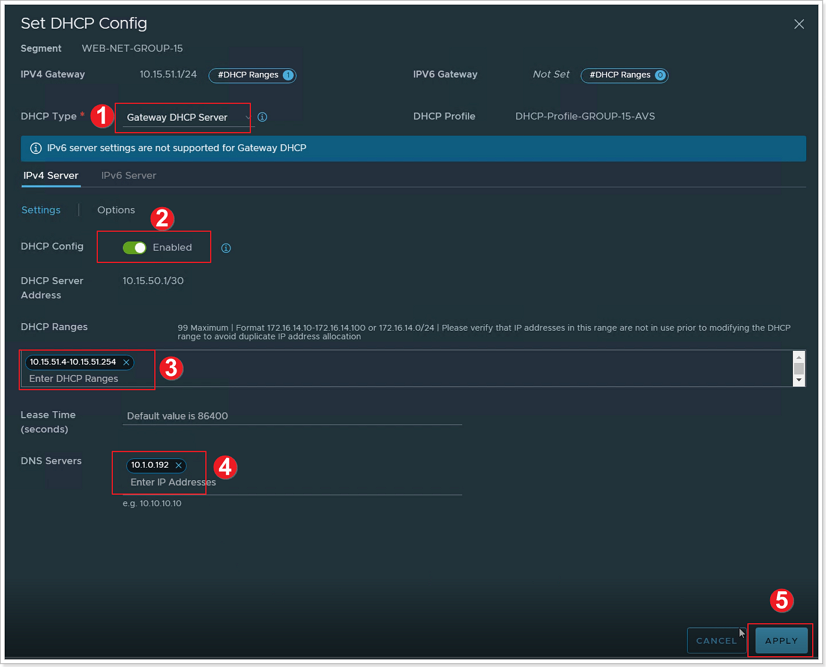 Set DHCP Config
Segment WEB-NET-GROUP-15
IPV4 Gateway 10.15.51.1/24 #DHCP Ranges 1 IPV6 Gateway Not Set #DHCP Ranges 0
DHCP Type * 1 Gateway DHCP Server DHCP Profile DHCP-Profile-GROUP-15-AVS
IPv6 server settings are not supported for Gateway DHCP
IPv4 Server IPv6 Server
Settings Options
2
DHCP Config Enabled
DHCP Server 10.15.50.1/30
Address
DHCP Ranges 99 Maximum | Format 172.16.14.10-172.16.14.100 or 172.16.14.0/24 | Please verify that IP addresses in this range are not in use prior to modifying the DHCP
range to avoid duplicate IP address allocation
10.15.51.4-10.15.51.254 3
Enter DHCP Ranges
Lease Time Default value is 86400
(seconds)
DNS Servers 10.1.0.192 4
Enter IP Addresses
e.g. 10.10.10.10
5
CANCEL APPLY